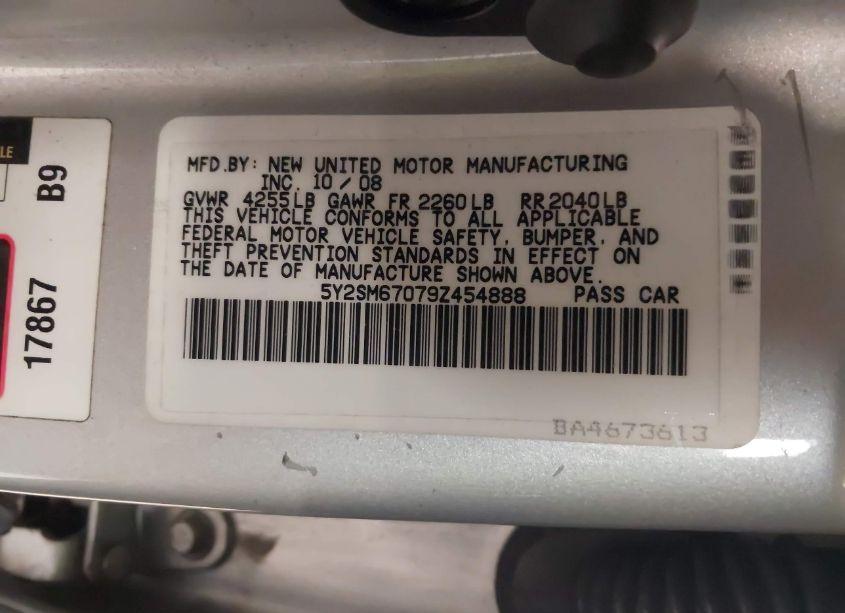 MFD.BY: NEW UNITED MOTOR MANUFACTURING
INC. 10 / 08
GVWR 4255LB GAWR FR 2260LB RR2040LB
THIS VEHICLE CONFORMS TO ALL APPLICABLE
FEDERAL MOTOR VEHICLE SAFETY, BUMPER, AND
THEFT PREVENTION STANDARDS IN EFFECT ON
THE DATE OF MANUFACTURE SHOWN ABOVE.
5Y2SM67079Z454888 PASS CAR
BA4673613
LE
B9
17867